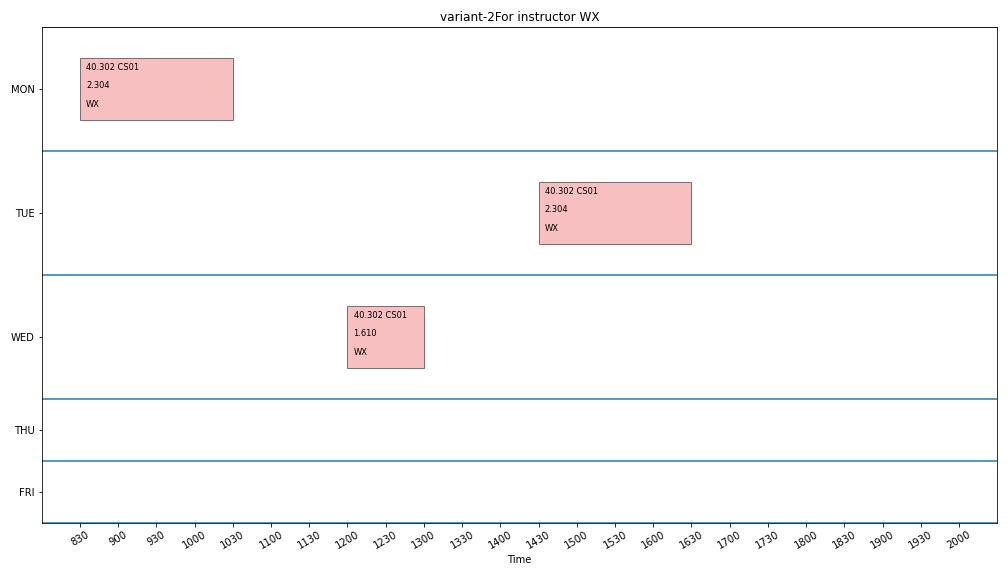 variant-2For instructor WX
MON
40.302 CS01
2.304
WX
TUE
40.302 CS01
2.304
WX
WED
40.302 CS01
1.610
WX
THU
FRI
830 900 930 1000 1030 1100 1130 1200 1230 1300 1330 1400 1430 1500 1530 1600 1630 1700 1730 1800 1830 1900 1930 2000
Time